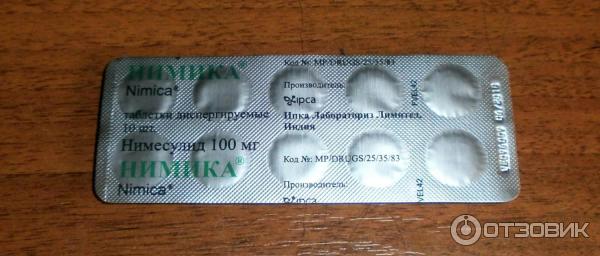 НИМИКА®
Nimica*
таблетки диспергируемые
10 шт.
Нимесулид 100 мг
НИМИКА®
Nimica*
Код №: MP/DRUGS/25/35/83
Производитель:
ipca
Ипка Лабораториз Лимитед,
Индия
Код №: MP/DRUGS/25/35/83
Производитель:
ipca
ОТЗОВИК